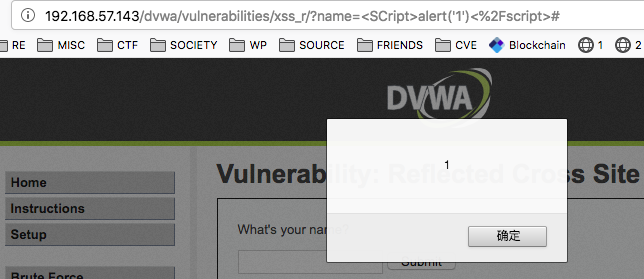 192.168.57.143/dvwa/vulnerabilities/xss_r/?name=<SCript>alert('1')<%2Fscript>#
RE MISC CTF SOCIETY WP SOURCE FRIENDS CVE Blockchain 1 2
DVWA
1
Vulnerability: Reflected Cross Site
Home
Instructions
What's your name?
Setup
确定
Submit
Brute Force